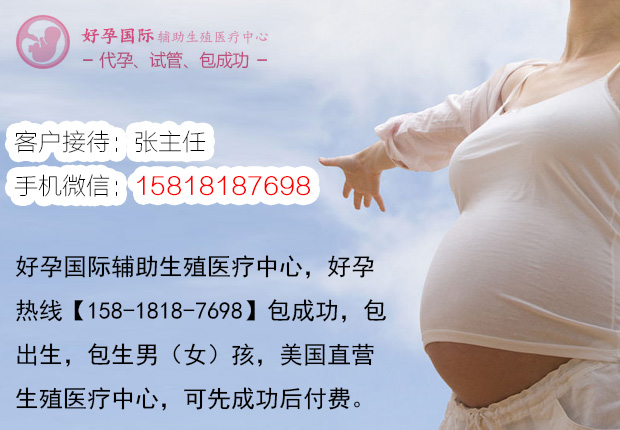 好孕国际 辅助生殖医疗中心
- 代孕、试管、包成功 -
客户接待：张主任
手机微信：15818187698
好孕国际辅助生殖医疗中心，好孕
热线【158-1818-7698】包成功，包
出生，包生男（女）孩，美国直营
生殖医疗中心，可先成功后付费。